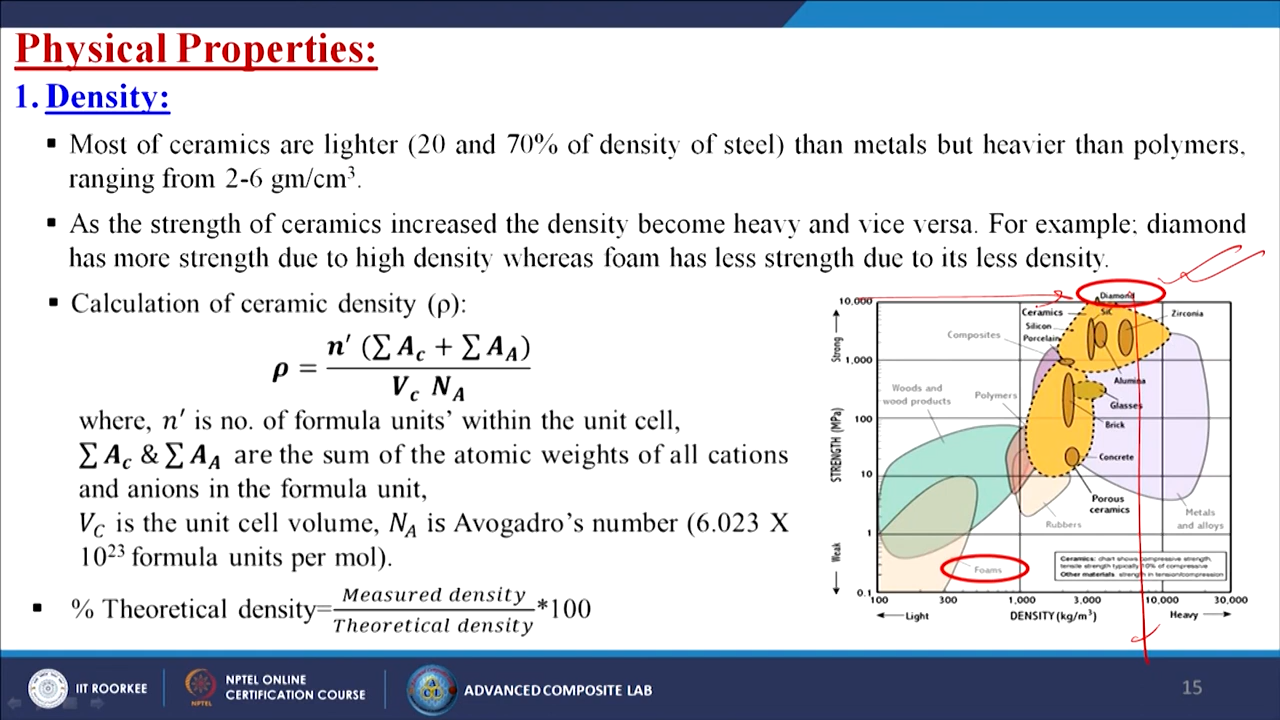 Physical Properties:
1. Density:
▪ Most of ceramics are lighter (20 and 70% of density of steel) than metals but heavier than polymers, ranging from 2-6 gm/cm³.
▪ As the strength of ceramics increased the density become heavy and vice versa. For example: diamond has more strength due to high density whereas foam has less strength due to its less density.
▪ Calculation of ceramic density (ρ):
ρ = n′ (∑ A_C + ∑ A_A) / V_C N_A
where, n′ is no. of formula units' within the unit cell,
∑ A_C & ∑ A_A are the sum of the atomic weights of all cations
and anions in the formula unit,
V_C is the unit cell volume, N_A is Avogadro's number (6.023 X
10²³ formula units per mol).
▪ % Theoretical density= Measured density / Theoretical density *100
10,000
1,000
100
10
1
0.1
Strong
STRENGTH (MPa)
Weak
Diamond
SiC
Ceramics
Zirconia
Silicon
Porcelain
Composites
Alumina
Woods and
wood products
Polymers
Glasses
Brick
Concrete
Porous
ceramics
Rubbers
Metals
and alloys
Foams
Ceramics: chart shows compressive strength,
tensile strength typically 10% of compressive
Other materials: strength in tension/compression
100
300
1,000
3,000
10,000
30,000
Light
DENSITY (kg/m³)
Heavy
IIT ROORKEE
NPTEL
NPTEL ONLINE
CERTIFICATION COURSE
ADVANCED COMPOSITE LAB
15